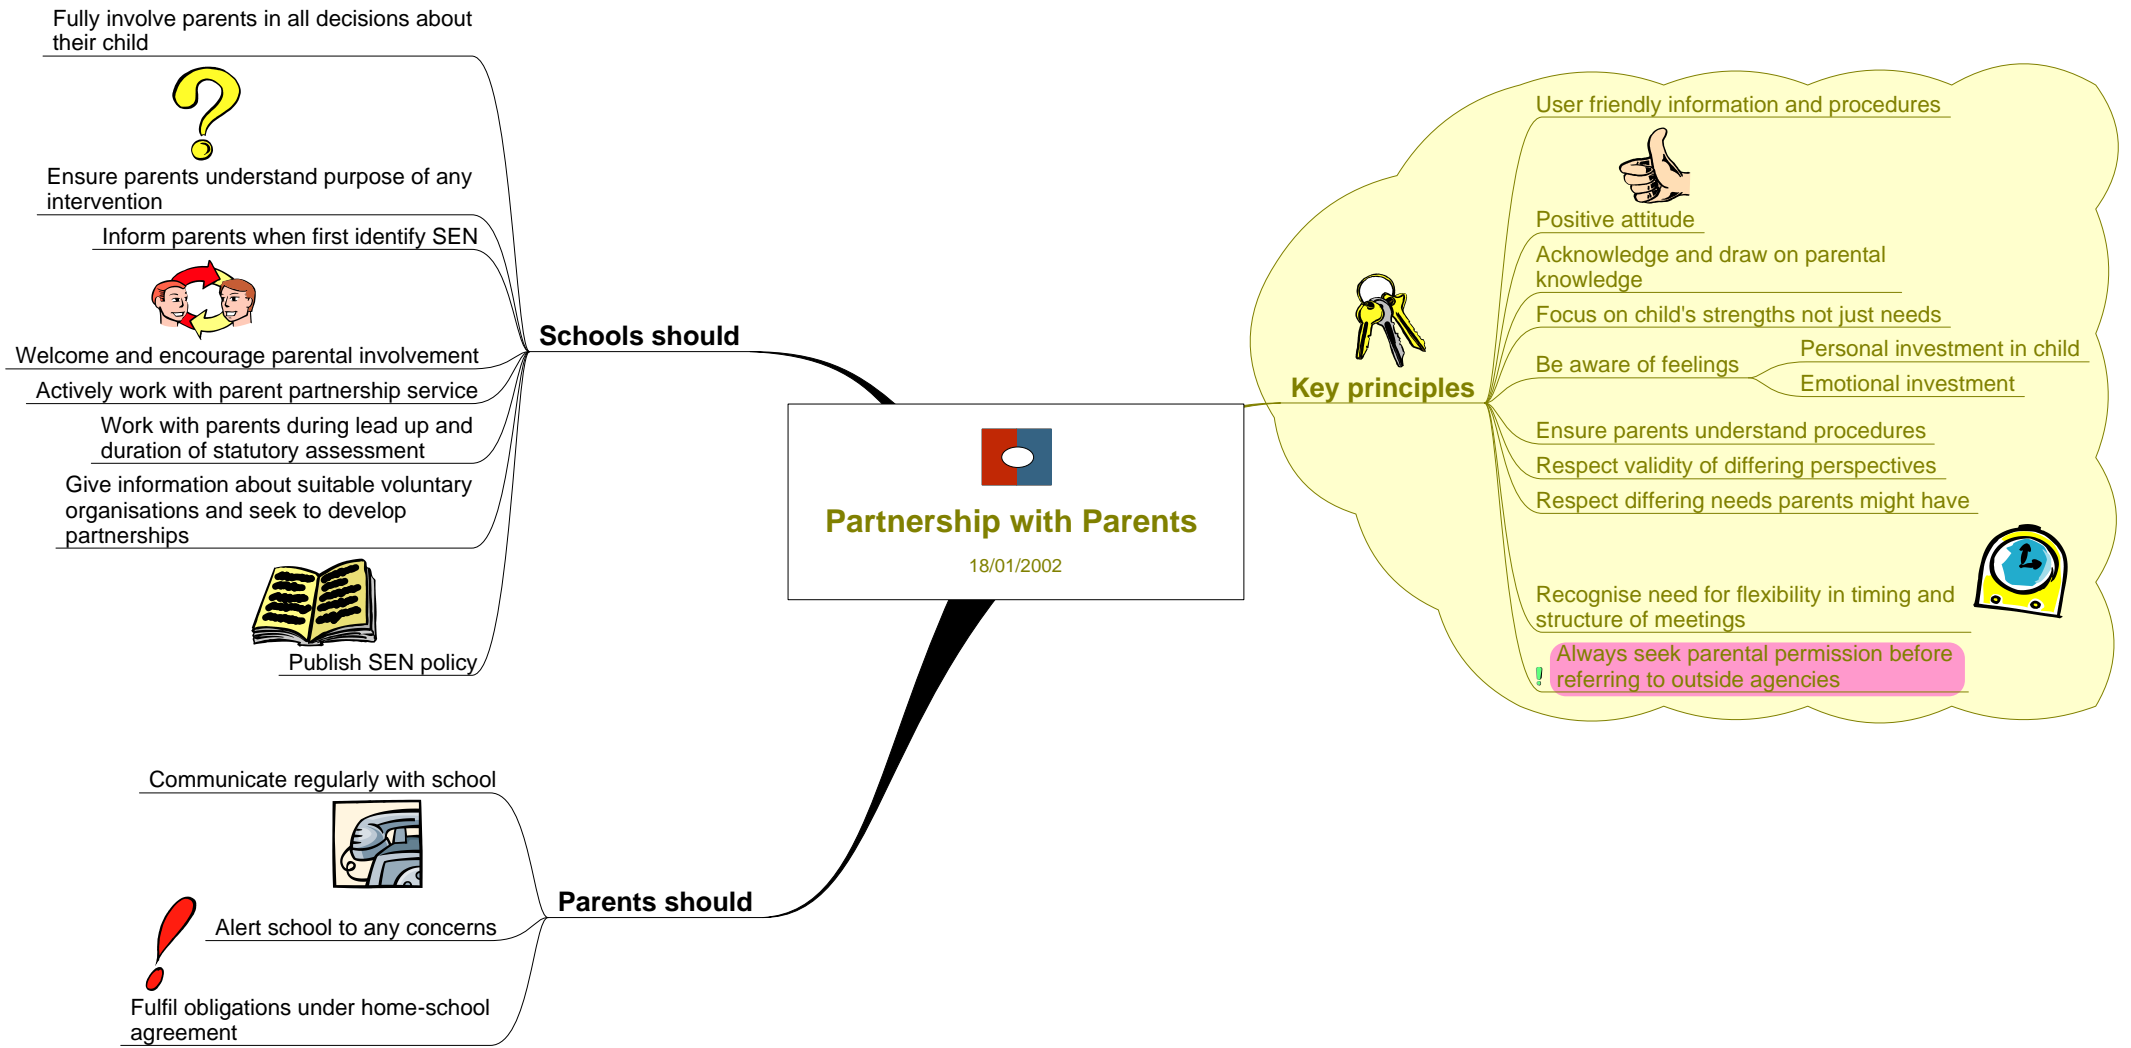 Partnership with Parents
18/01/2002
Key principles
User friendly information and procedures
Positive attitude
Acknowledge and draw on parental
knowledge
Focus on child's strengths not just needs
Be aware of feelings
Personal investment in child
Emotional investment
Ensure parents understand procedures
Respect validity of differing perspectives
Respect differing needs parents might have
Recognise need for flexibility in timing and
structure of meetings
Always seek parental permission before
referring to outside agencies
Parents should
Communicate regularly with school
Alert school to any concerns
Fulfil obligations under home-school
agreement
Schools should
Fully involve parents in all decisions about
their child
Ensure parents understand purpose of any
intervention
Inform parents when first identify SEN
Welcome and encourage parental involvement
Actively work with parent partnership service
Work with parents during lead up and
duration of statutory assessment
Give information about suitable voluntary
organisations and seek to develop
partnerships
Publish SEN policy